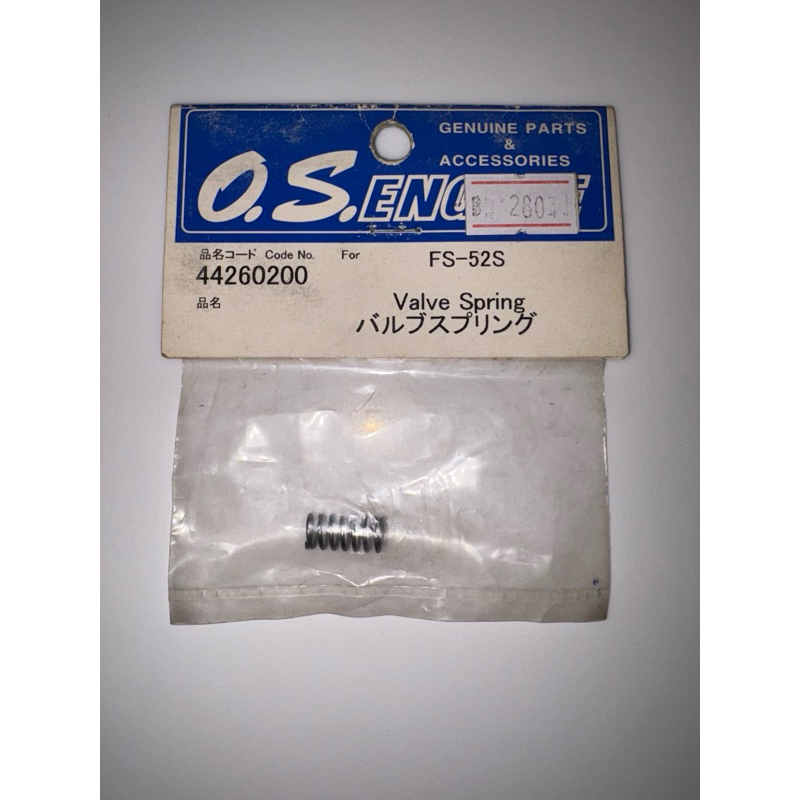 GENUINE PARTS
&
ACCESSORIES
O.S.ENGINE
品名コード Code No. For FS-52S
44260200
品名 Valve Spring
バルブスプリング